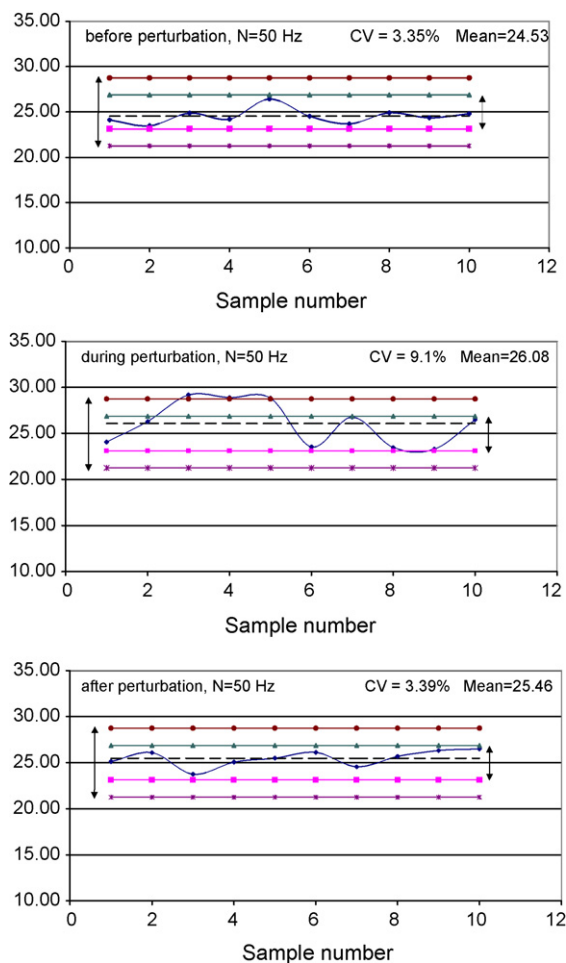 35.00
before perturbation, N=50 Hz CV = 3.35% Mean=24.53
30.00
25.00
20.00
15.00
10.00
0 2 4 6 8 10 12
Sample number
35.00
during perturbation, N=50 Hz CV = 9.1% Mean=26.08
30.00
25.00
20.00
15.00
10.00
0 2 4 6 8 10 12
Sample number
35.00
after perturbation, N=50 Hz CV = 3.39% Mean=25.46
30.00
25.00
20.00
15.00
10.00
0 2 4 6 8 10 12
Sample number